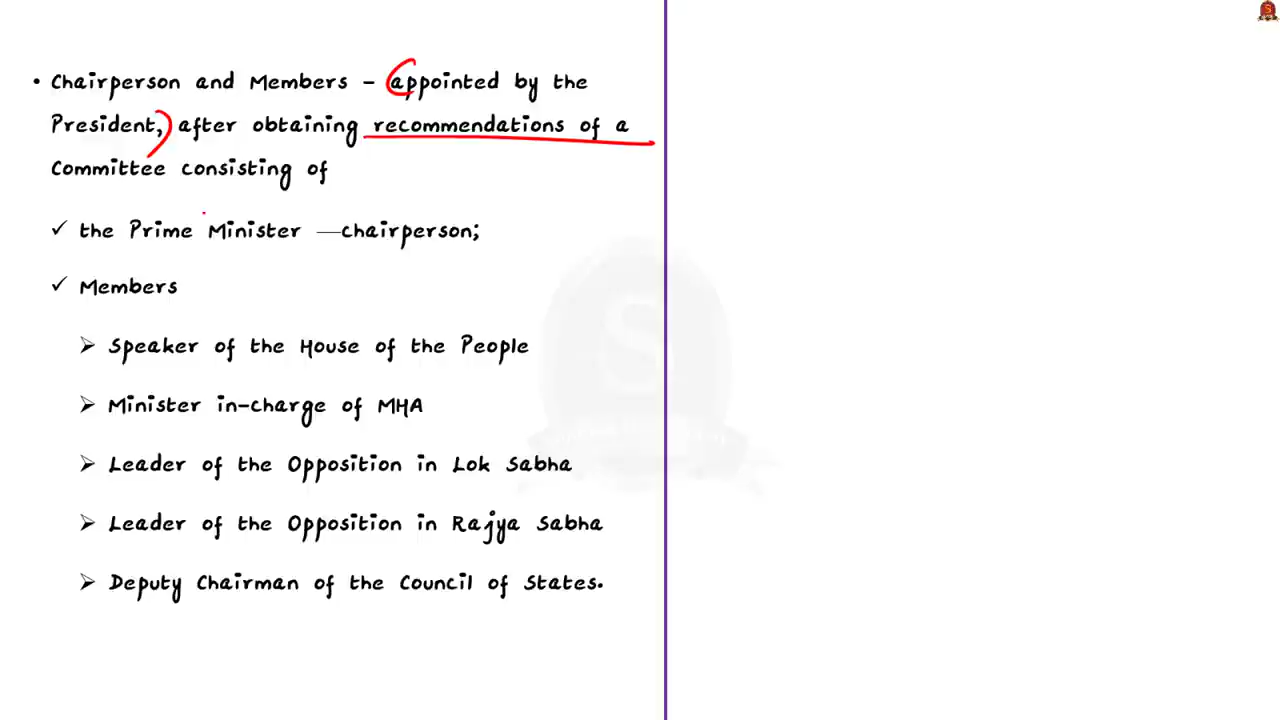 • Chairperson and Members - appointed by the
President, after obtaining recommendations of a
Committee consisting of
✓ the Prime Minister —chairperson;
✓ Members
➢ Speaker of the House of the People
➢ Minister in-charge of MHA
➢ Leader of the Opposition in Lok Sabha
➢ Leader of the Opposition in Rajya Sabha
➢ Deputy Chairman of the Council of States.